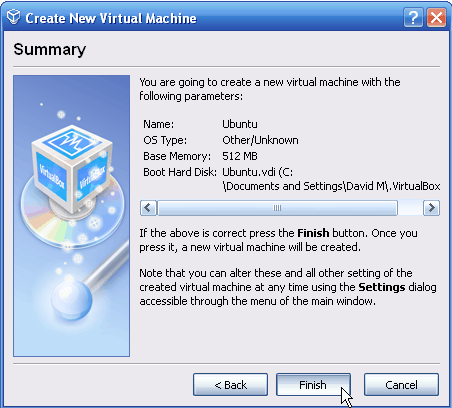 Create New Virtual Machine
Summary
You are going to create a new virtual machine with the
following parameters:
Name: Ubuntu
OS Type: Other/Unknown
Base Memory: 512 MB
Boot Hard Disk: Ubuntu.vdi (C:
\Documents and Settings\David M\.VirtualBox
VirtualBox
VirtualBox
If the above is correct press the Finish button. Once you
press it, a new virtual machine will be created.
Note that you can alter these and all other setting of the
created virtual machine at any time using the Settings dialog
accessible through the menu of the main window.
< Back
Finish
Cancel